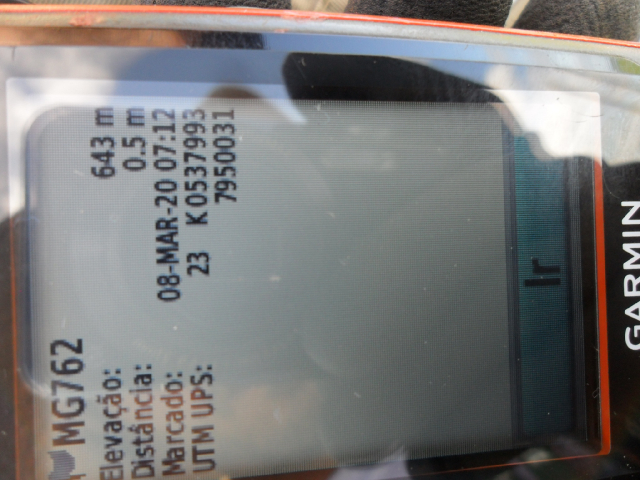 MG762
Elevação: 643 m
Distância: 0.5 m
Marcado: 08-MAR-20 07:12
UTM UPS: 23 K 0537993
7950031
Ir
GARMIN